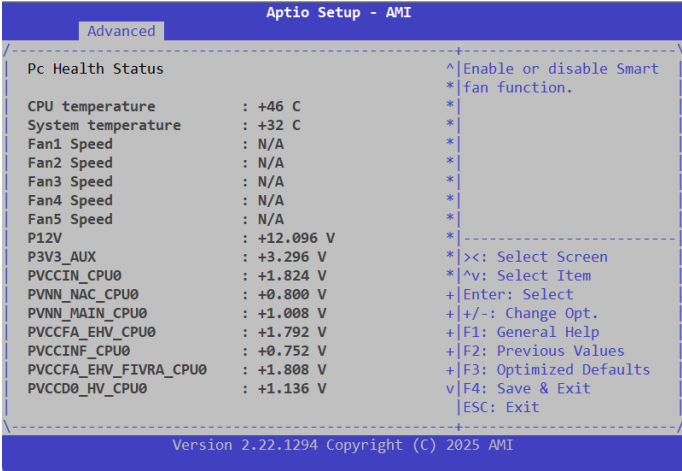 Aptio Setup - AMI
Advanced
Pc Health Status
CPU temperature : +46 C
System temperature : +32 C
Fan1 Speed : N/A
Fan2 Speed : N/A
Fan3 Speed : N/A
Fan4 Speed : N/A
Fan5 Speed : N/A
P12V : +12.096 V
P3V3_AUX : +3.296 V
PVCCIN_CPU0 : +1.824 V
PVNN_NAC_CPU0 : +0.800 V
PVNN_MAIN_CPU0 : +1.008 V
PVCCFA_EHV_CPU0 : +1.792 V
PVCCINF_CPU0 : +0.752 V
PVCCFA_EHV_FIVRA_CPU0 : +1.808 V
PVCCD0_HV_CPU0 : +1.136 V
Enable or disable Smart
fan function.
><: Select Screen
^v: Select Item
Enter: Select
+/-: Change Opt.
F1: General Help
F2: Previous Values
F3: Optimized Defaults
F4: Save & Exit
ESC: Exit
Version 2.22.1294 Copyright (C) 2025 AMI